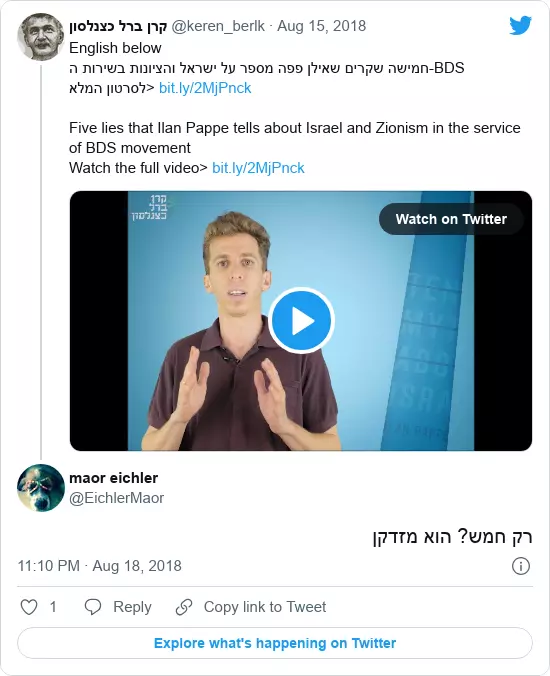 קרן ברל כצנלסון @keren_berlk · Aug 15, 2018
English below
חמישה שקרים שאילן פפה מספר על ישראל והציונות בשירות ה-BDS
לסרטון המלא> bit.ly/2MjPnck
Five lies that Ilan Pappe tells about Israel and Zionism in the service
of BDS movement
Watch the full video> bit.ly/2MjPnck
קרן
ברל
כצנלסון
Watch on Twitter
TEN
ISRA
maor eichler
@EichlerMaor
רק חמש? הוא מזדקן
11:10 PM · Aug 18, 2018
1 Reply Copy link to Tweet
Explore what's happening on Twitter